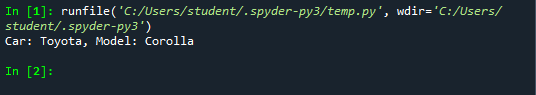 In [1]: runfile('C:/Users/student/.spyder-py3/temp.py', wdir='C:/Users/
student/.spyder-py3')
Car: Toyota, Model: Corolla
In [2]: